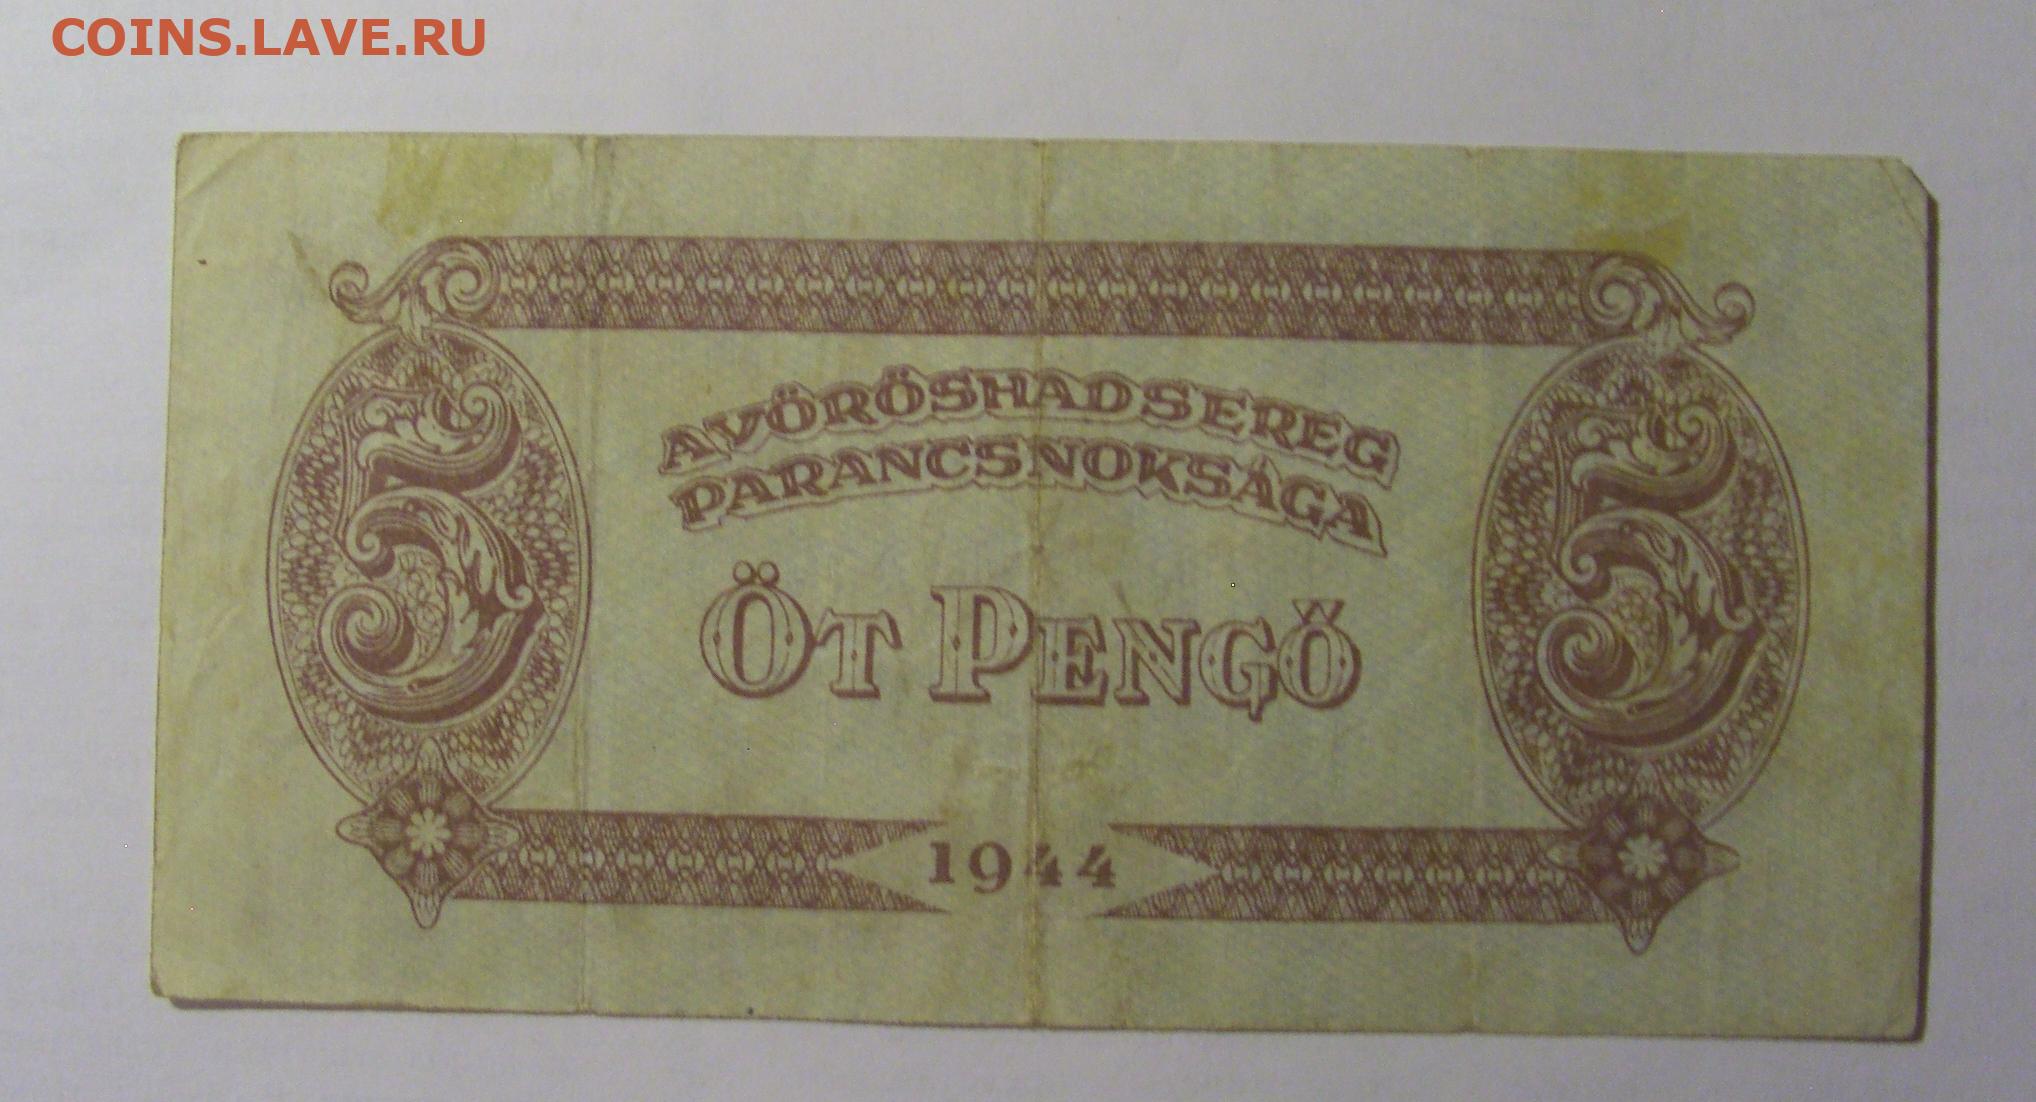 COINS.LAVE.RU
A VÖRÖSHADSEREG
PARANCSNOKSÁGA
5
5
ÖT PENGŐ
1944